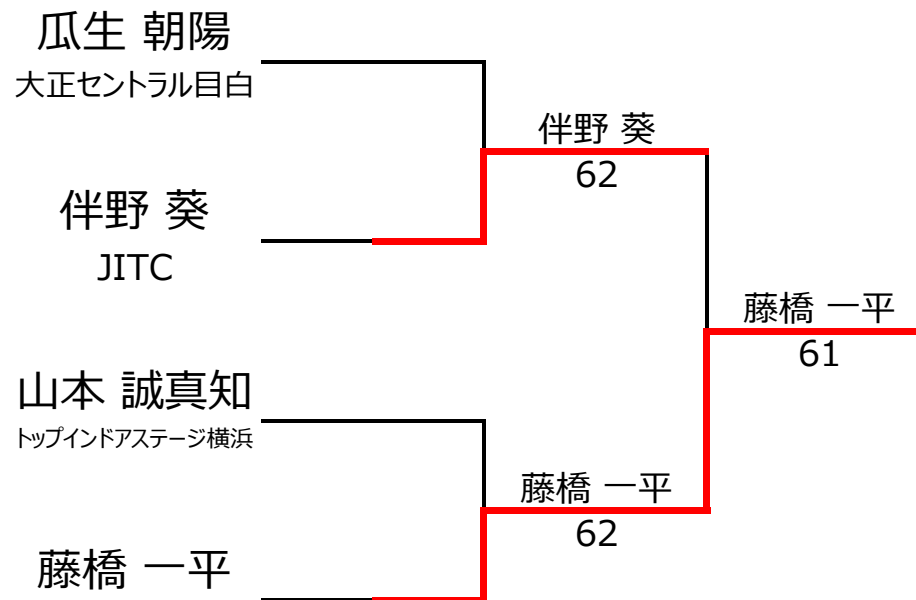 瓜生 朝陽
大正セントラル目白
伴野 葵
62
伴野 葵
JITC
藤橋 一平
61
山本 誠真知
トップインドアステージ横浜
藤橋 一平
62
藤橋 一平